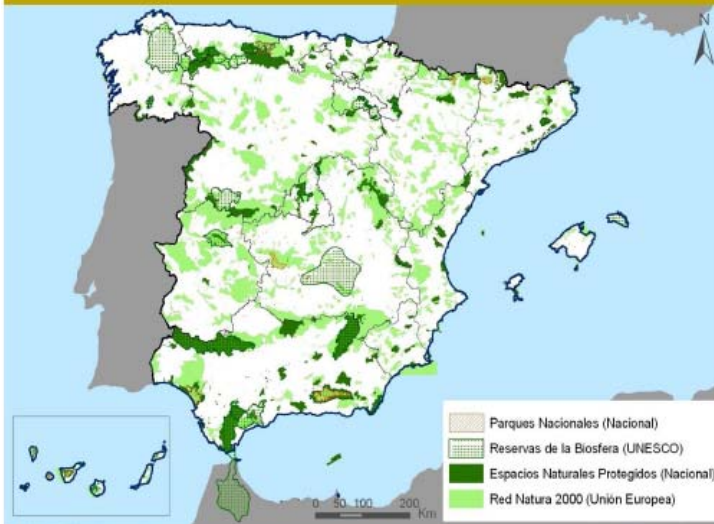 N
Parques Nacionales (Nacional)
Reservas de la Biosfera (UNESCO)
Espacios Naturales Protegidos (Nacional)
Red Natura 2000 (Unión Europea)
0 50 100 200
Km